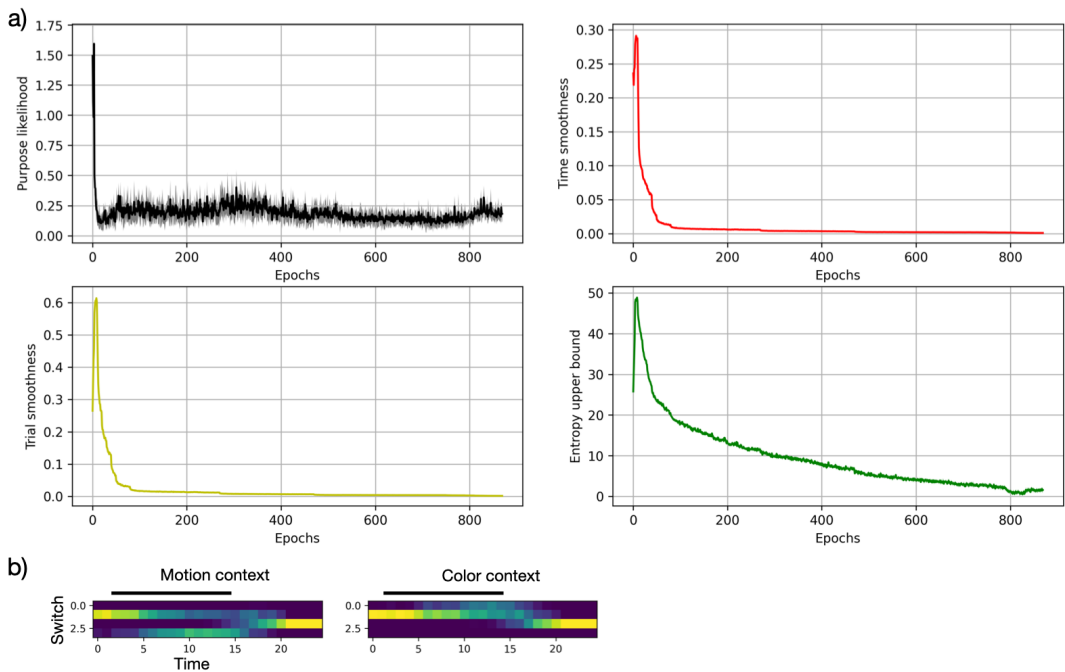 a)
1.75
1.50
1.25
1.00
0.75
0.50
0.25
0.00
Purpose likelihood
0 200 400 600 800
Epochs
0.30
0.25
0.20
0.15
0.10
0.05
0.00
Time smoothness
0 200 400 600 800
Epochs
0.6
0.5
0.4
0.3
0.2
0.1
0.0
Trial smoothness
0 200 400 600 800
Epochs
50
40
30
20
10
0
Entropy upper bound
0 200 400 600 800
Epochs
b)
Motion context
Switch
0.0
2.5
0 5 10 15 20
Time
Color context
0.0
2.5
0 5 10 15 20